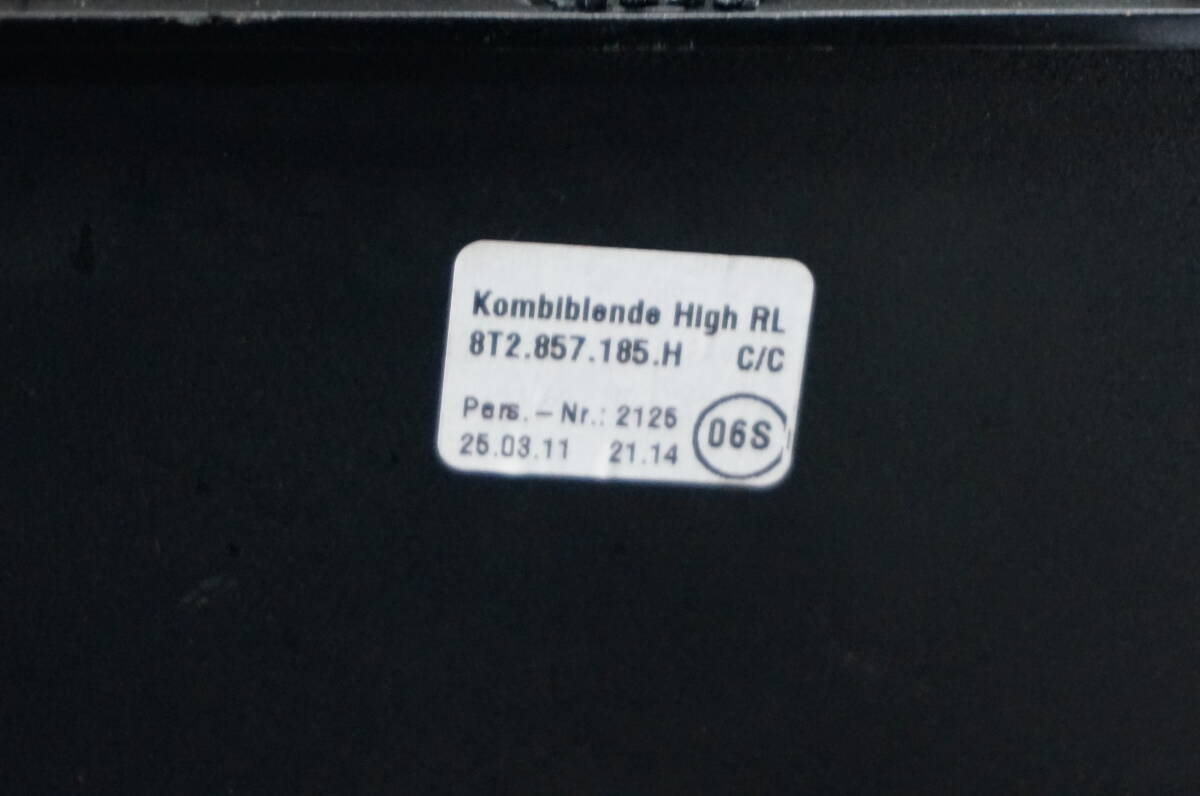 Kombiblende High RL
8T2.857.185.H C/C
Pers.-Nr.: 2125
25.03.11 21.14
06S